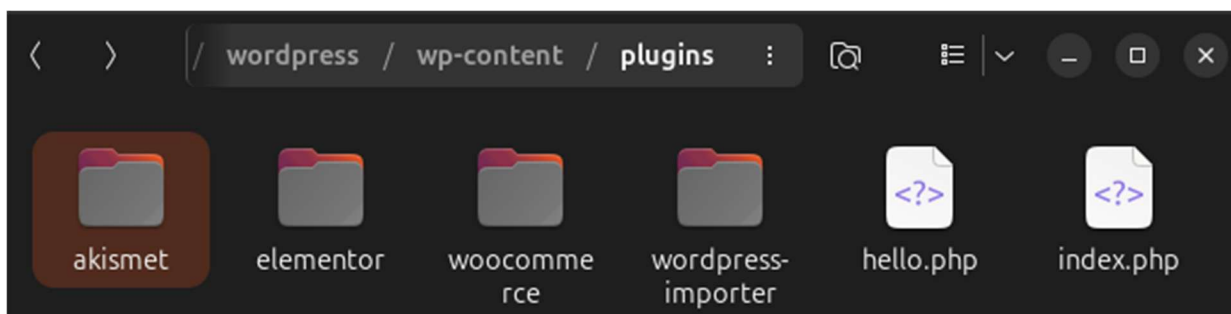 / wordpress / wp-content / plugins
akismet
elementor
woocomme
rce
wordpress-
importer
hello.php
index.php